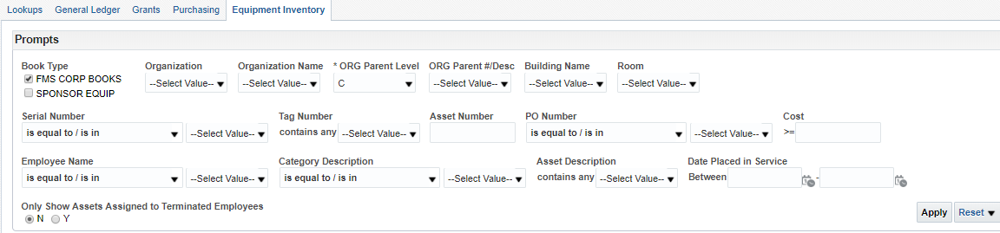 Lookups General Ledger Grants Purchasing Equipment Inventory
Prompts
Book Type Organization Organization Name * ORG Parent Level ORG Parent #/Desc Building Name Room
FMS CORP BOOKS --Select Value-- --Select Value-- C --Select Value-- --Select Value-- --Select Value--
SPONSOR EQUIP
Serial Number Tag Number Asset Number PO Number Cost
is equal to / is in --Select Value-- contains any --Select Value-- is equal to / is in --Select Value-- >=
Employee Name Category Description Asset Description Date Placed in Service
is equal to / is in --Select Value-- is equal to / is in --Select Value-- contains any --Select Value-- Between -
Only Show Assets Assigned to Terminated Employees
N Y Apply Reset